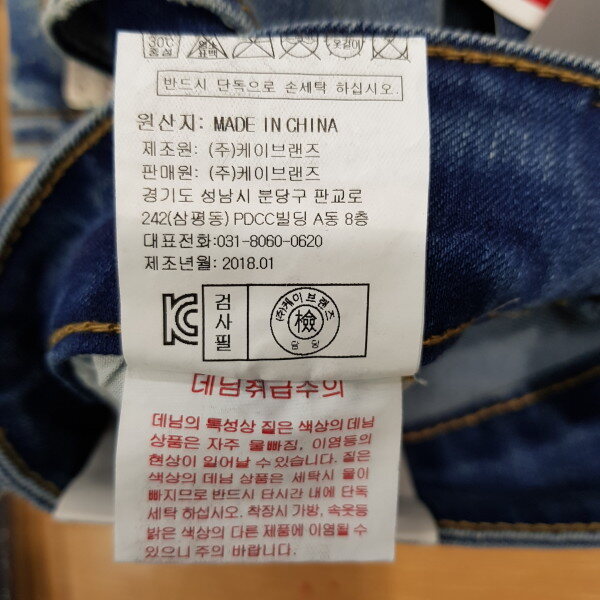 30℃ 옷걸이
중성 표백
반드시 단독으로 손세탁 하십시오.
원산지: MADE IN CHINA
제조원: (주)케이브랜즈
판매원: (주)케이브랜즈
경기도 성남시 분당구 판교로
242(삼평동) PDCC빌딩 A동 8층
대표전화:031-8060-0620
제조년월: 2018.01
검사필
(주)케이브랜즈
檢
데님취급주의
데님의 특성상 짙은 색상의데님
상품은 자주 물빠짐, 이염등의
현상이 일어날 수있습니다. 짙은
색상의 데님 상품은 세탁시 물이
빠지므로 반드시 단시간 내에 단독
세탁 하십시오. 착장시 가방, 속옷등
밝은 색상의 다른 제품에 이염될 수
있으니 주의 바랍니다.